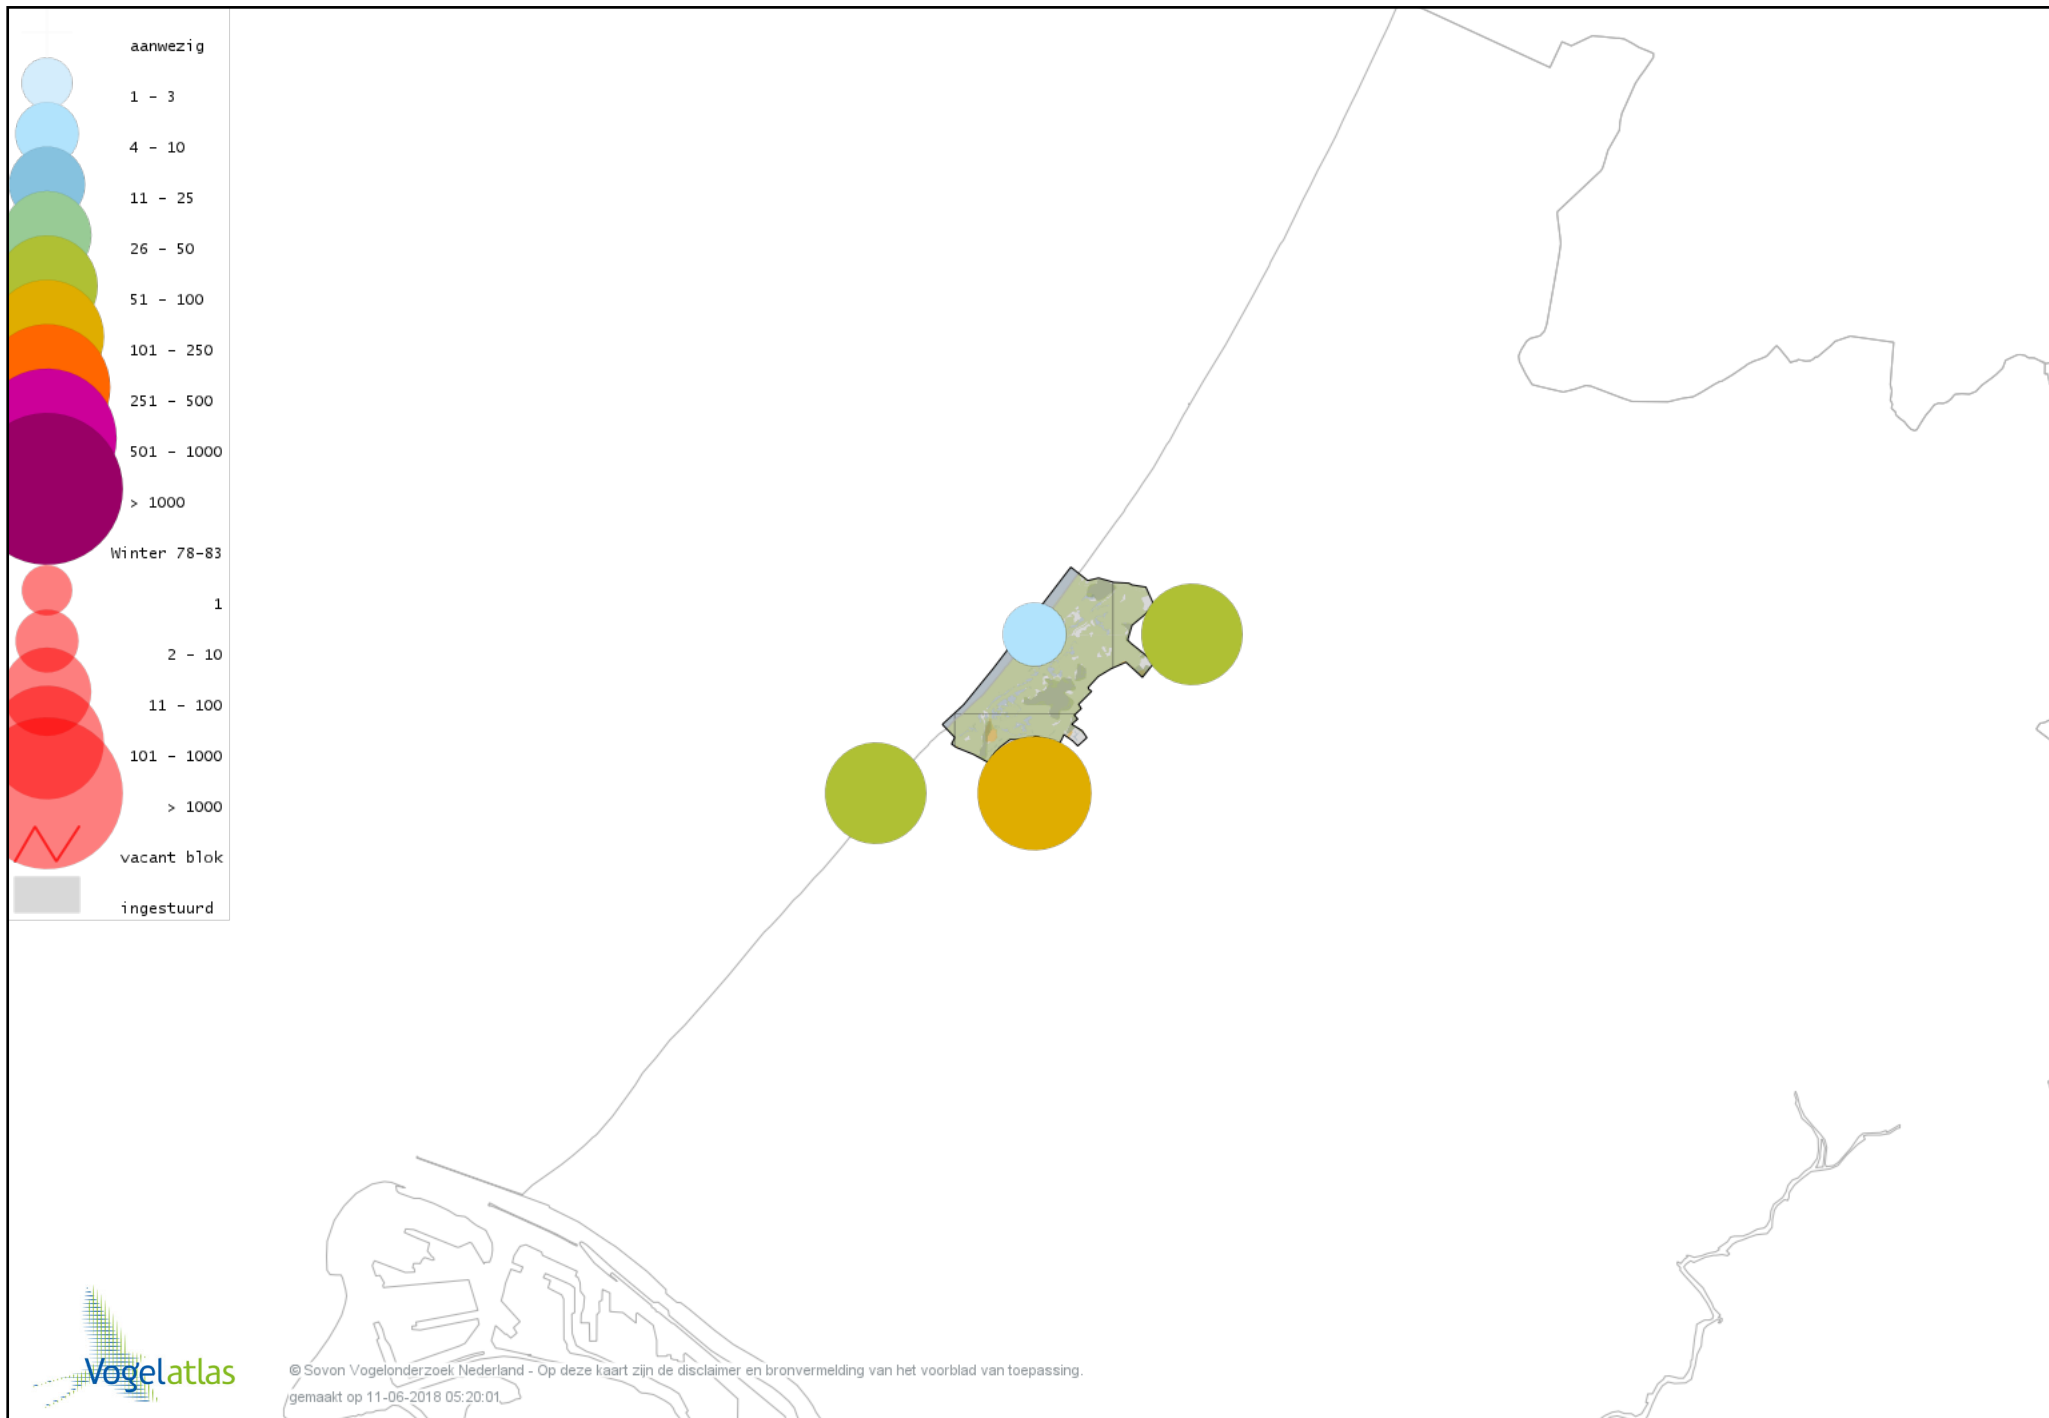 aanwezig
1 - 3
4 - 10
11 - 25
26 - 50
51 - 100
101 - 250
251 - 500
501 - 1000
> 1000
Winter 78-83
1
2 - 10
11 - 100
101 - 1000
> 1000
vacant blok
ingestuurd
Vogelatlas
© Sovon Vogelonderzoek Nederland - Op deze kaart zijn de disclaimer en bronvermelding van het voorblad van toepassing.
gemaakt op 11-06-2018 05:20:01